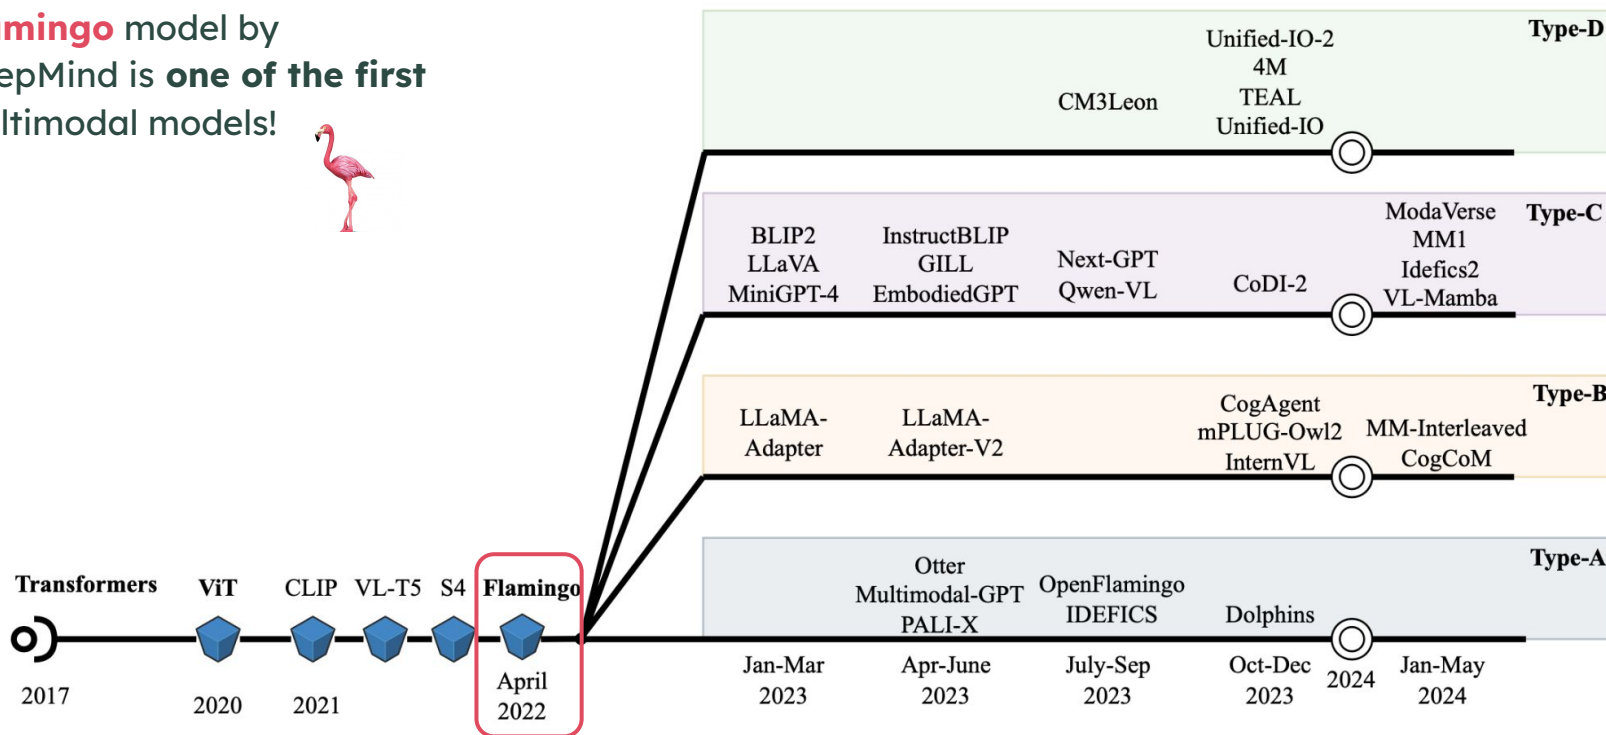 amingo model by
epMind is one of the first
ltimodal models!
Type-D
Unified-IO-2
4M
TEAL
Unified-IO
CM3Leon
Type-C
BLIP2
LLaVA
MiniGPT-4
InstructBLIP
GILL
EmbodiedGPT
Next-GPT
Qwen-VL
CoDI-2
ModaVerse
MM1
Idefics2
VL-Mamba
Type-B
LLaMA-
Adapter
LLaMA-
Adapter-V2
CogAgent
mPLUG-Owl2
InternVL
MM-Interleaved
CogCoM
Type-A
Otter
Multimodal-GPT
PALI-X
OpenFlamingo
IDEFICS
Dolphins
Transformers
ViT
CLIP
VL-T5
S4
Flamingo
2017
2020
2021
April
2022
Jan-Mar
2023
Apr-June
2023
July-Sep
2023
Oct-Dec
2023
2024
Jan-May
2024